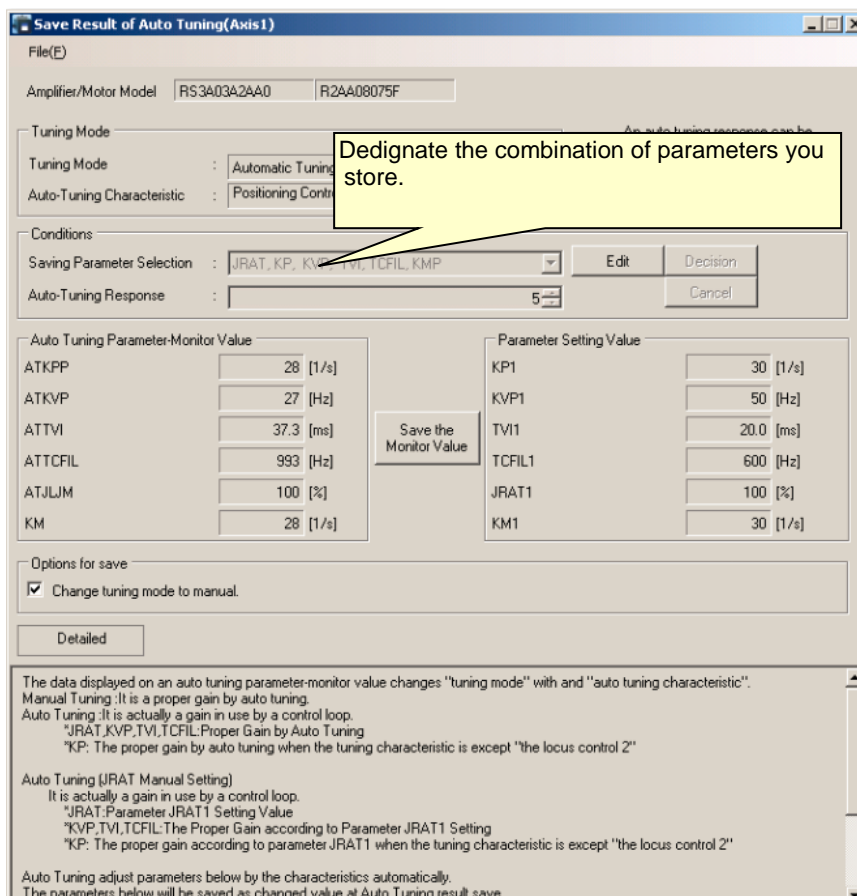 Save Result of Auto Tuning(Axis1)
File(F)
Amplifier/Motor Model RS3A03A2AA0 R2AA08075F
Tuning Mode
An auto tuning response can be
Tuning Mode : Automatic Tuning
Dedignate the combination of parameters you
store.
Auto-Tuning Characteristic : Positioning Contr
Conditions
Saving Parameter Selection : JRAT, KP, KVP, TVI, TCFIL, KMP Edit Decision
Auto-Tuning Response : 5 Cancel
Auto Tuning Parameter-Monitor Value Parameter Setting Value
ATKPP 28 [1/s] KP1 30 [1/s]
ATKVP 27 [Hz] KVP1 50 [Hz]
ATTVI 37.3 [ms] Save the TVI1 20.0 [ms]
Monitor Value
ATTCFIL 993 [Hz] TCFIL1 600 [Hz]
ATJLJM 100 [%] JRAT1 100 [%]
KM 28 [1/s] KM1 30 [1/s]
Options for save
Change tuning mode to manual.
Detailed
The data displayed on an auto tuning parameter-monitor value changes "tuning mode" with and "auto tuning characteristic".
Manual Tuning :It is a proper gain by auto tuning.
Auto Tuning :It is actually a gain in use by a control loop.
"JRAT,KVP,TVI,TCFIL:Proper Gain by Auto Tuning
"KP: The proper gain by auto tuning when the tuning characteristic is except "the locus control 2"
Auto Tuning (JRAT Manual Setting)
It is actually a gain in use by a control loop.
"JRAT:Parameter JRAT1 Setting Value
"KVP,TVI,TCFIL:The Proper Gain according to Parameter JRAT1 Setting
"KP: The proper gain according to parameter JRAT1 when the tuning characteristic is except "the locus control 2"
Auto Tuning adjust parameters below by the characteristics automatically.
The parameters below will be saved as changed value at Auto Tuning result save.